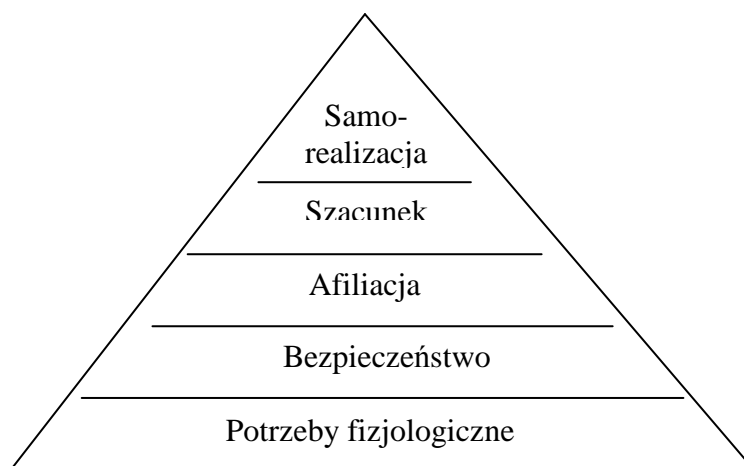 Samo-
realizacja
Szacunek
Afiliacja
Bezpieczeństwo
Potrzeby fizjologiczne